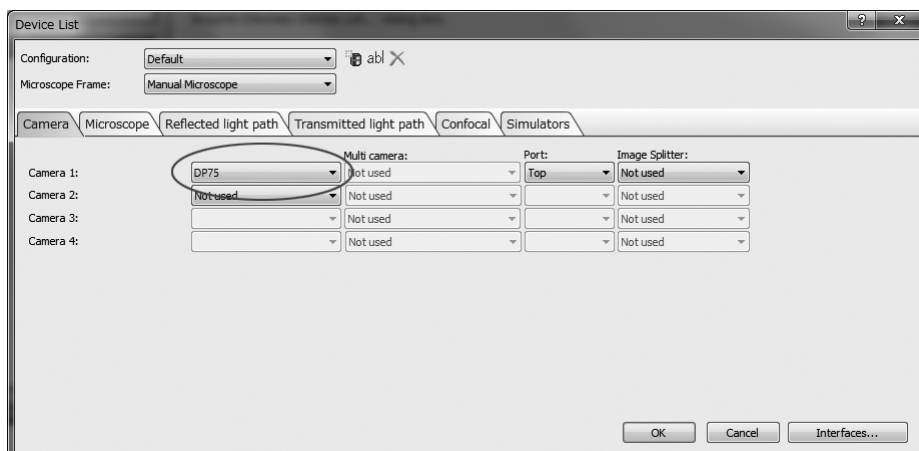 Device List
Configuration: Default abl
Microscope Frame: Manual Microscope
Camera Microscope Reflected light path Transmitted light path Confocal Simulators
Multi camera: Port: Image Splitter:
Camera 1: DP75 Not used Top Not used
Camera 2: Not used Not used Not used
Camera 3: Not used Not used
Camera 4: Not used Not used
OK Cancel Interfaces...